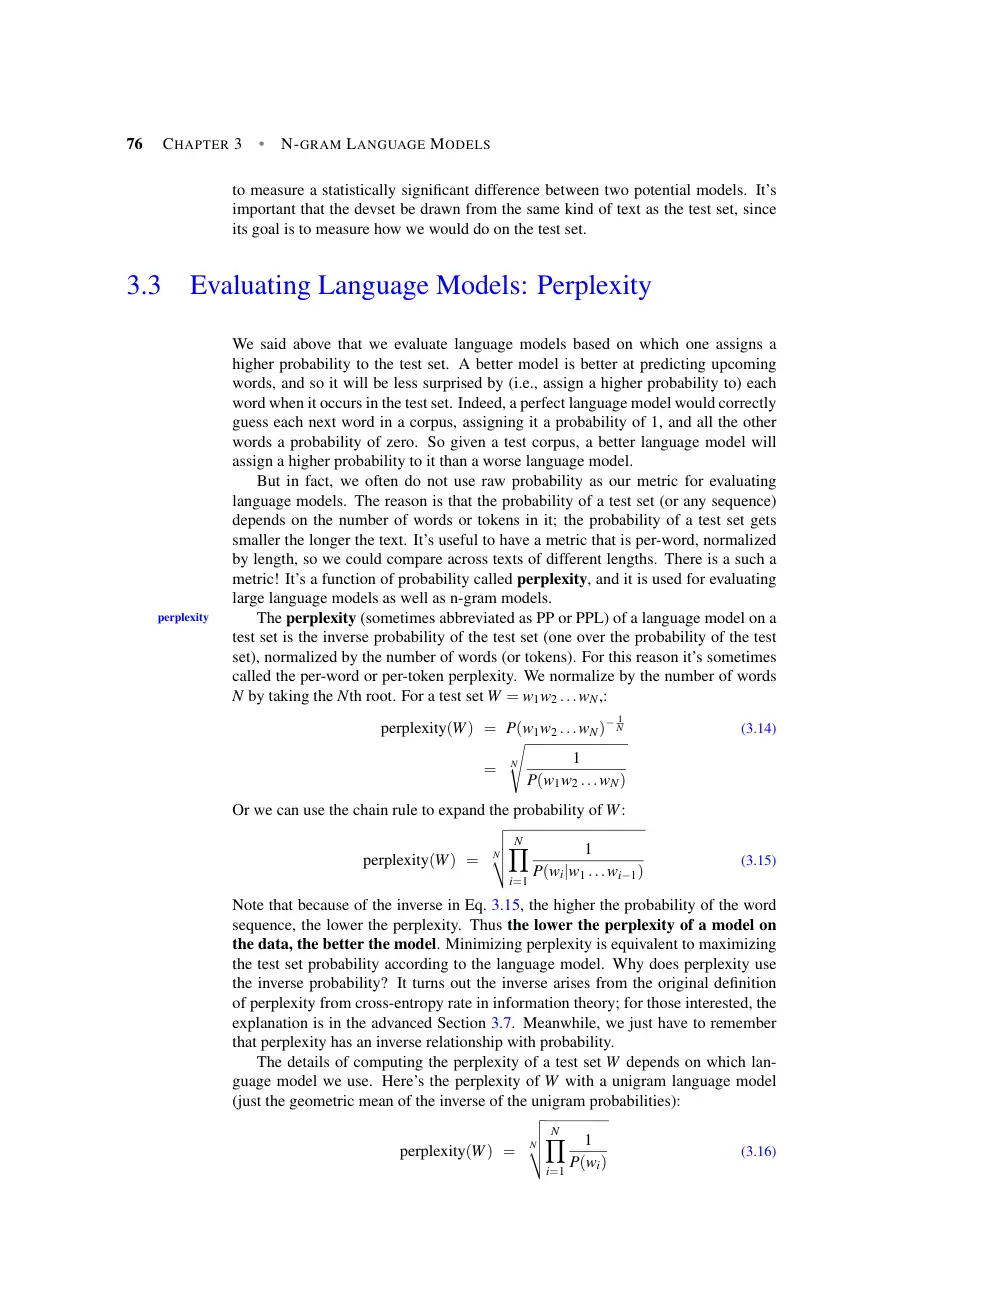 76 CHAPTER 3 • N-GRAM LANGUAGE MODELS
to measure a statistically significant difference between two potential models. It's
important that the devset be drawn from the same kind of text as the test set, since
its goal is to measure how we would do on the test set.
3.3 Evaluating Language Models: Perplexity
We said above that we evaluate language models based on which one assigns a
higher probability to the test set. A better model is better at predicting upcoming
words, and so it will be less surprised by (i.e., assign a higher probability to) each
word when it occurs in the test set. Indeed, a perfect language model would correctly
guess each next word in a corpus, assigning it a probability of 1, and all the other
words a probability of zero. So given a test corpus, a better language model will
assign a higher probability to it than a worse language model.
But in fact, we often do not use raw probability as our metric for evaluating
language models. The reason is that the probability of a test set (or any sequence)
depends on the number of words or tokens in it; the probability of a test set gets
smaller the longer the text. It's useful to have a metric that is per-word, normalized
by length, so we could compare across texts of different lengths. There is a such a
metric! It's a function of probability called perplexity, and it is used for evaluating
large language models as well as n-gram models.
perplexity The perplexity (sometimes abbreviated as PP or PPL) of a language model on a
test set is the inverse probability of the test set (one over the probability of the test
set), normalized by the number of words (or tokens). For this reason it's sometimes
called the per-word or per-token perplexity. We normalize by the number of words
N by taking the Nth root. For a test set W = w₁w₂ ...w_N,:
perplexity(W) = P(w₁w₂ ...w_N)^(−1/N) (3.14)
= ᴺ√(1 / P(w₁w₂ ...w_N))
Or we can use the chain rule to expand the probability of W:
perplexity(W) = ᴺ√(∏_{i=1}^{N} 1 / P(w_i|w₁ ...w_{i−1})) (3.15)
Note that because of the inverse in Eq. 3.15, the higher the probability of the word
sequence, the lower the perplexity. Thus the lower the perplexity of a model on
the data, the better the model. Minimizing perplexity is equivalent to maximizing
the test set probability according to the language model. Why does perplexity use
the inverse probability? It turns out the inverse arises from the original definition
of perplexity from cross-entropy rate in information theory; for those interested, the
explanation is in the advanced Section 3.7. Meanwhile, we just have to remember
that perplexity has an inverse relationship with probability.
The details of computing the perplexity of a test set W depends on which lan-
guage model we use. Here's the perplexity of W with a unigram language model
(just the geometric mean of the inverse of the unigram probabilities):
perplexity(W) = ᴺ√(∏_{i=1}^{N} 1 / P(w_i)) (3.16)